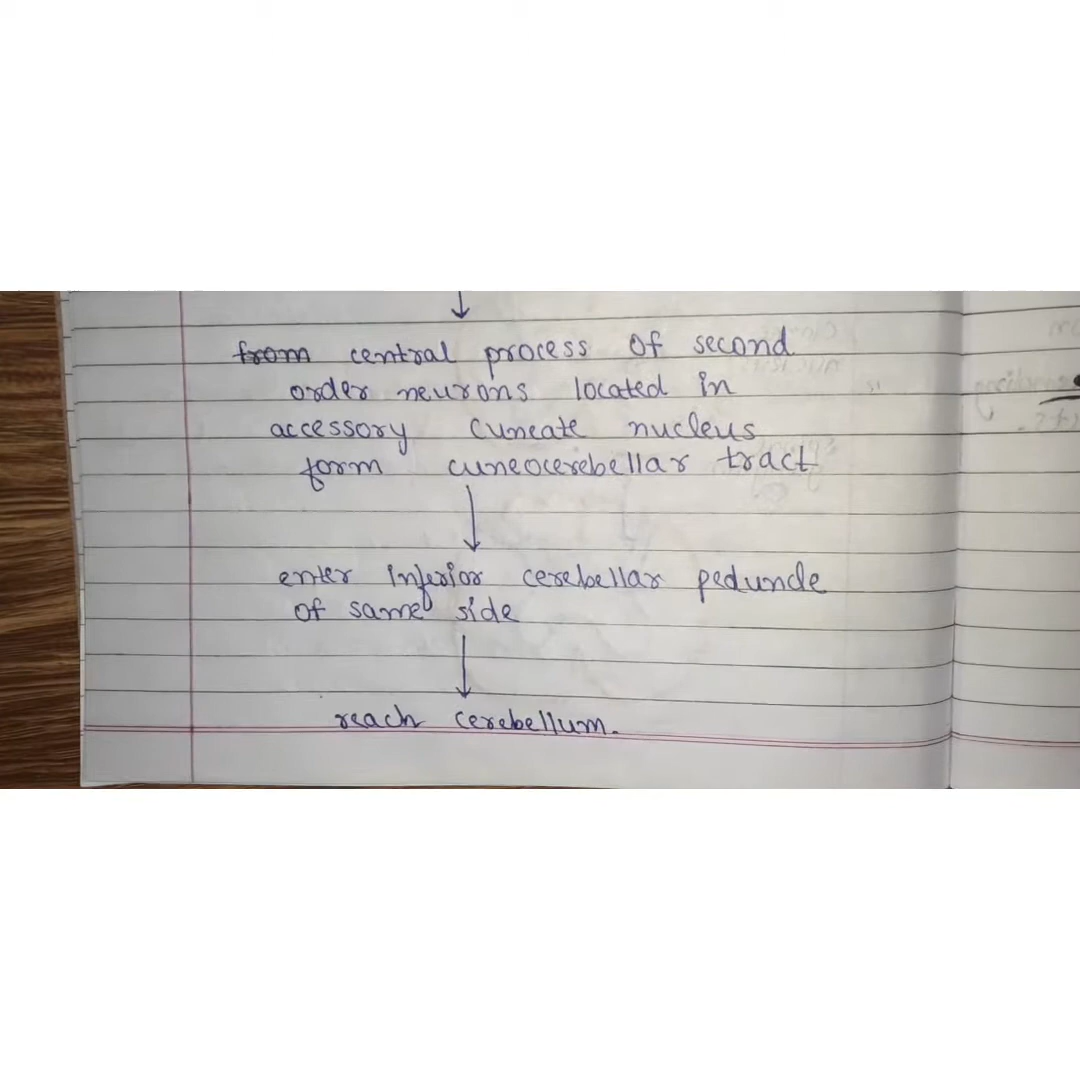 from central process of second
order neurons located in
accessory cuneate nucleus
form cuneocerebellar tract
enter inferior cerebellar peduncle
of same side
reach cerebellum.